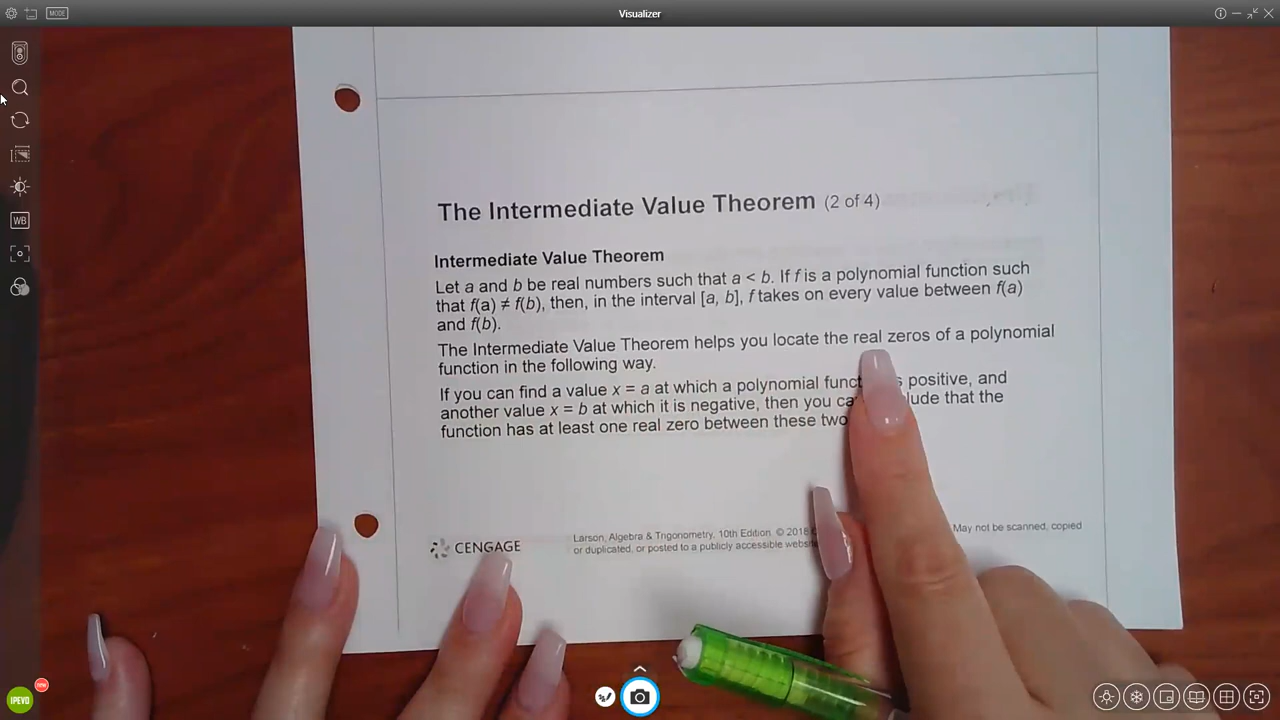 MODE
Visualizer
WB
The Intermediate Value Theorem (2 of 4)
Intermediate Value Theorem
Let a and b be real numbers such that a < b. If f is a polynomial function such
that f(a) ≠ f(b), then, in the interval [a, b], f takes on every value between f(a)
and f(b).
The Intermediate Value Theorem helps you locate the real zeros of a polynomial
function in the following way.
If you can find a value x = a at which a polynomial funct s positive, and
another value x = b at which it is negative, then you ca lude that the
function has at least one real zero between these two
CENGAGE
Larson, Algebra & Trigonometry, 10th Edition. © 2018 May not be scanned, copied
or duplicated, or posted to a publicly accessible
IPEVO